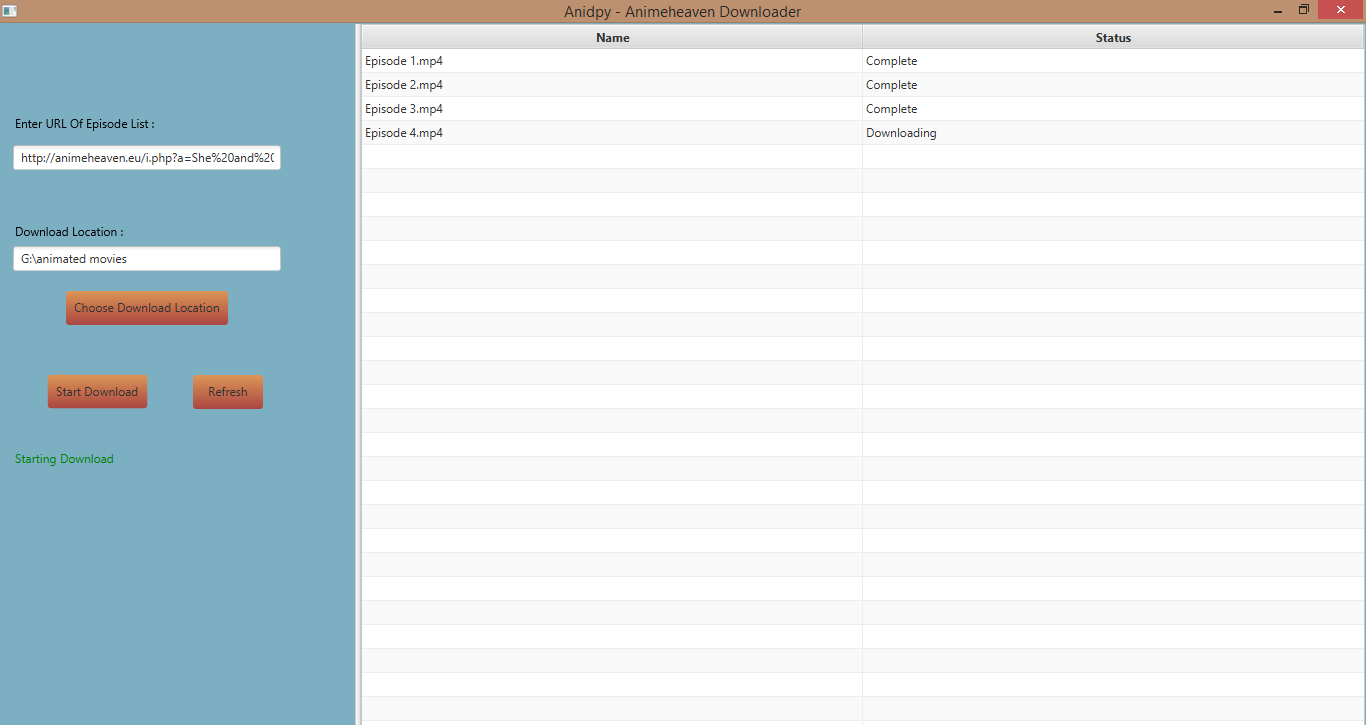 Anidpy - Animeheaven Downloader
Enter URL Of Episode List :
http://animeheaven.eu/i.php?a=She%20and%20
Download Location :
G:\animated movies
Choose Download Location
Start Download Refresh
Starting Download
Name Status
Episode 1.mp4 Complete
Episode 2.mp4 Complete
Episode 3.mp4 Complete
Episode 4.mp4 Downloading